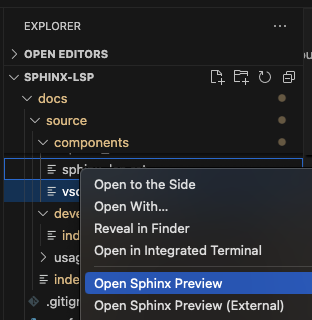 EXPLORER
OPEN EDITORS
SPHINX-LSP
docs
source
components
vsc
Open to the Side
Open With...
deve
Reveal in Finder
ind
Open in Integrated Terminal
usag
inde
Open Sphinx Preview
.gitign
Open Sphinx Preview (External)